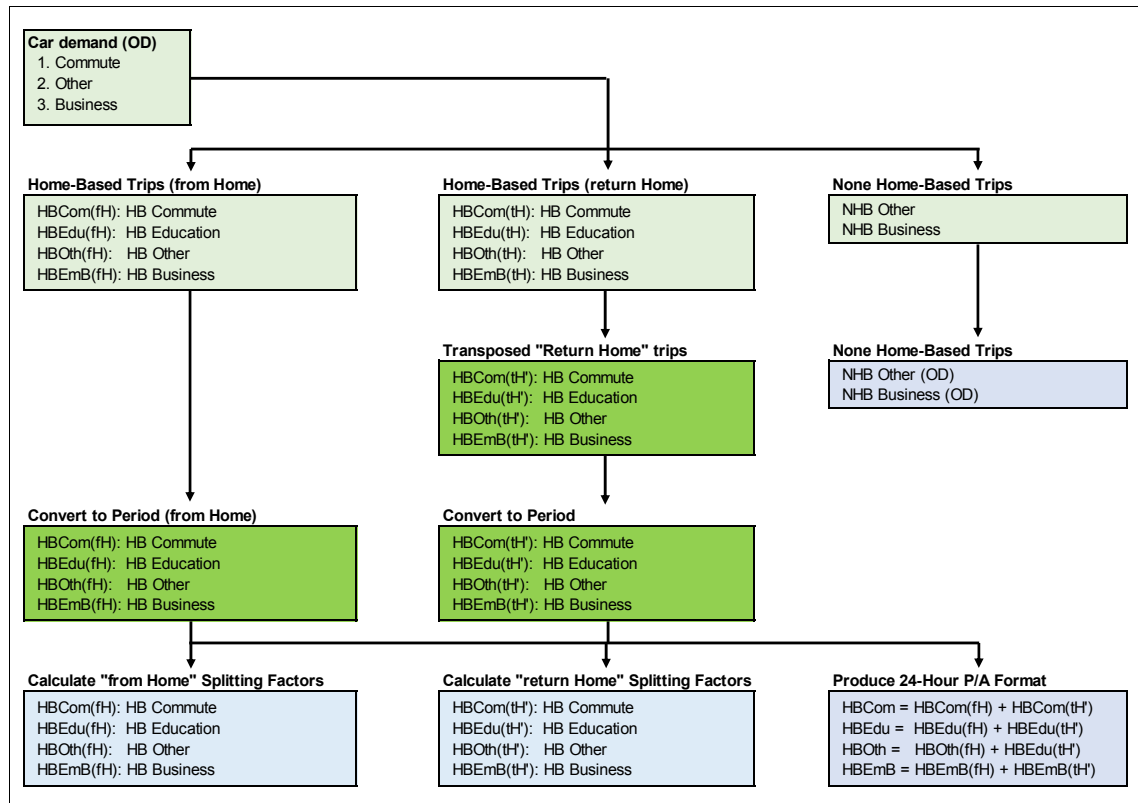 Car demand (OD)
1. Commute
2. Other
3. Business
Home-Based Trips (from Home)
HBCom(fH): HB Commute
HBEdu(fH): HB Education
HBOth(fH): HB Other
HBEmB(fH): HB Business
Home-Based Trips (return Home)
HBCom(tH): HB Commute
HBEdu(tH): HB Education
HBOth(tH): HB Other
HBEmB(tH): HB Business
None Home-Based Trips
NHB Other
NHB Business
Transposed "Return Home" trips
HBCom(tH'): HB Commute
HBEdu(tH'): HB Education
HBOth(tH'): HB Other
HBEmB(tH'): HB Business
None Home-Based Trips
NHB Other (OD)
NHB Business (OD)
Convert to Period (from Home)
HBCom(fH): HB Commute
HBEdu(fH): HB Education
HBOth(fH): HB Other
HBEmB(fH): HB Business
Convert to Period
HBCom(tH'): HB Commute
HBEdu(tH'): HB Education
HBOth(tH'): HB Other
HBEmB(tH'): HB Business
Calculate "from Home" Splitting Factors
HBCom(fH): HB Commute
HBEdu(fH): HB Education
HBOth(fH): HB Other
HBEmB(fH): HB Business
Calculate "return Home" Splitting Factors
HBCom(tH'): HB Commute
HBEdu(tH'): HB Education
HBOth(tH'): HB Other
HBEmB(tH'): HB Business
Produce 24-Hour P/A Format
HBCom = HBCom(fH) + HBCom(tH')
HBEdu = HBEdu(fH) + HBEdu(tH')
HBOth = HBOth(fH) + HBEdu(tH')
HBEmB = HBEmB(fH) + HBEmB(tH')